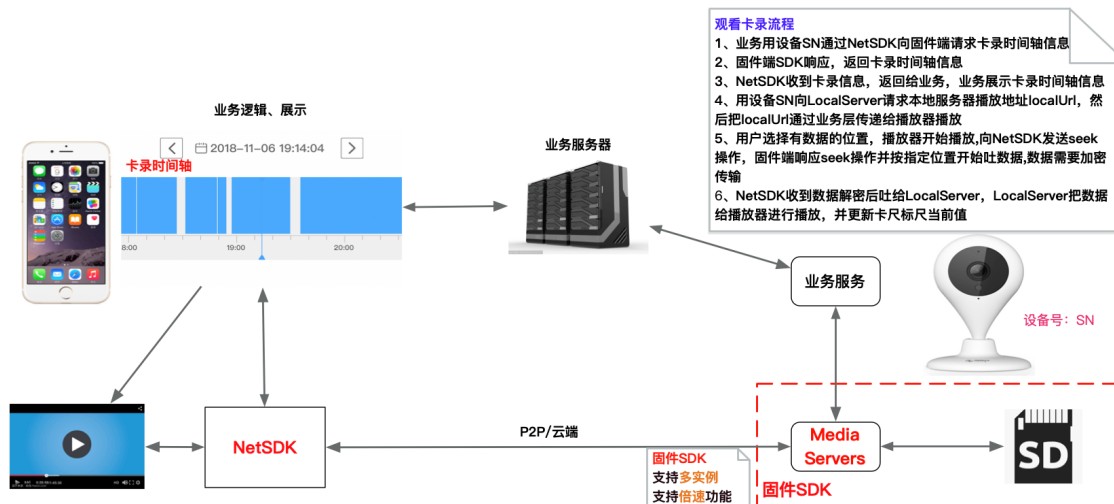 观看卡录流程
1、业务用设备SN通过NetSDK向固件端请求卡录时间轴信息
2、固件端SDK响应，返回卡录时间轴信息
3、NetSDK收到卡录信息，返回给业务，业务展示卡录时间轴信息
4、用设备SN向LocalServer请求本地服务器播放地址localUrl，然
后把localUrl通过业务层传递给播放器播放
5、用户选择有数据的位置，播放器开始播放,向NetSDK发送seek
操作，固件端响应seek操作并按指定位置开始吐数据,数据需要加密
传输
6、NetSDK收到数据解密后吐给LocalServer，LocalServer把数据
给播放器进行播放，并更新卡尺标尺当前值
业务逻辑、展示
2018-11-06 19:14:04
卡录时间轴
8:00
19:00
20:00
业务服务器
业务服务
设备号：SN
NetSDK
P2P/云端
Media
Servers
SD
固件SDK
支持多实例
支持倍速功能
固件SDK